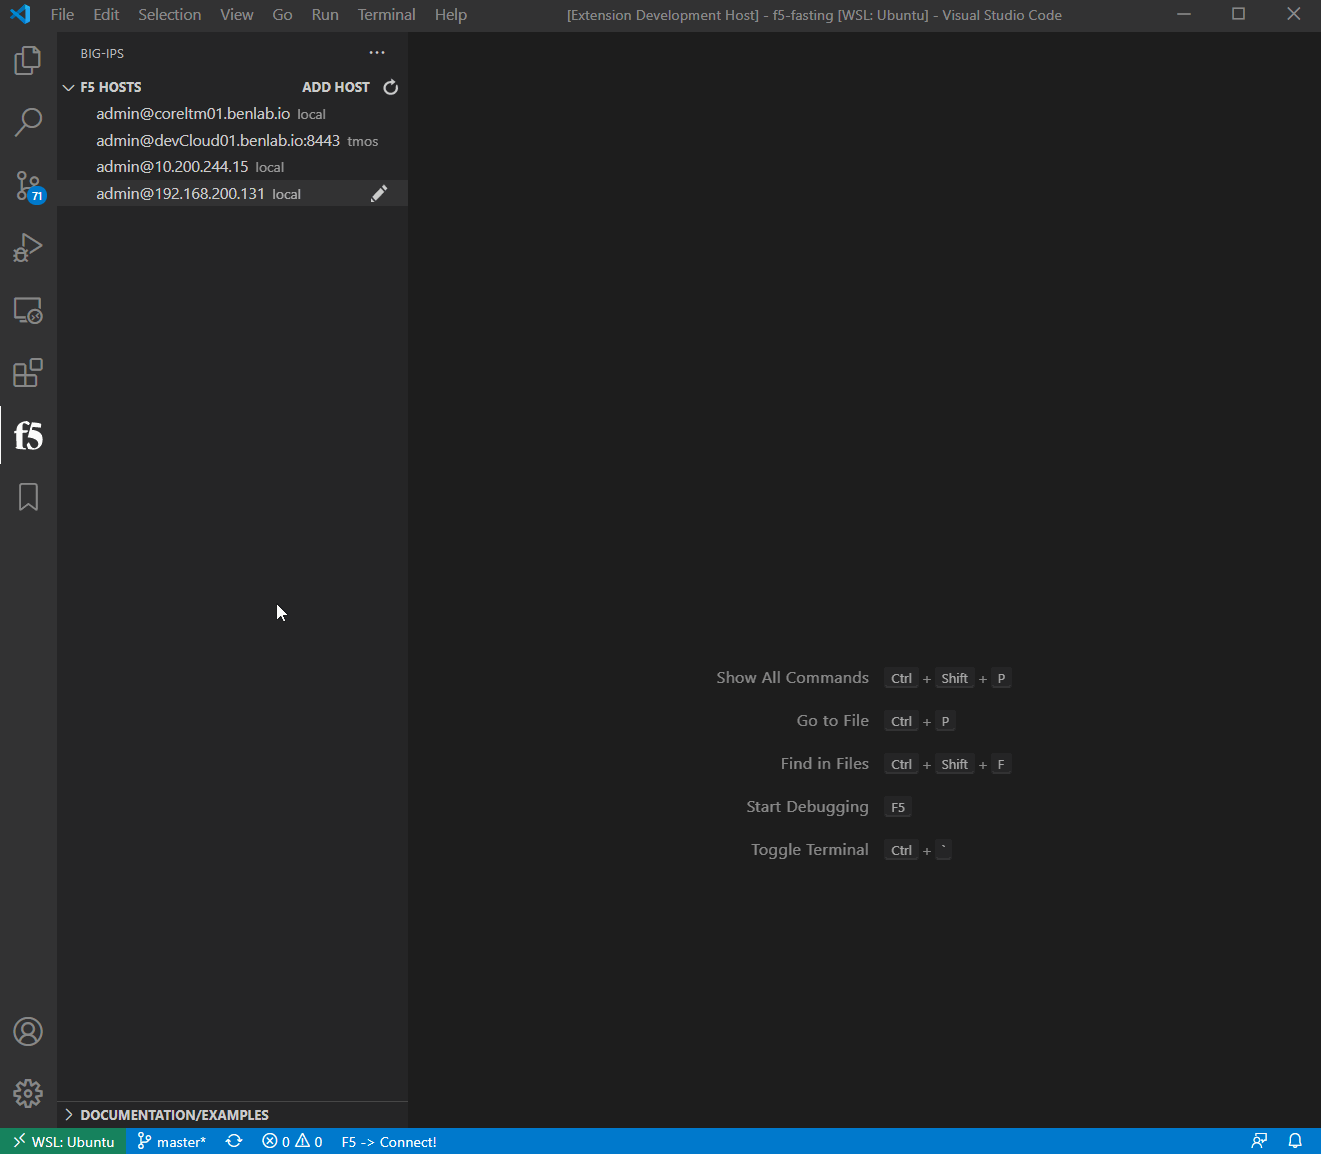 File Edit Selection View Go Run Terminal Help [Extension Development Host] - f5-fasting [WSL: Ubuntu] - Visual Studio Code
BIG-IPS ···
F5 HOSTS ADD HOST
admin@coreltm01.benlab.io local
admin@devCloud01.benlab.io:8443 tmos
admin@10.200.244.15 local
admin@192.168.200.131 local
71
f5
Show All Commands Ctrl + Shift + P
Go to File Ctrl + P
Find in Files Ctrl + Shift + F
Start Debugging F5
Toggle Terminal Ctrl + `
DOCUMENTATION/EXAMPLES
WSL: Ubuntu master* 0 0 F5 -> Connect!